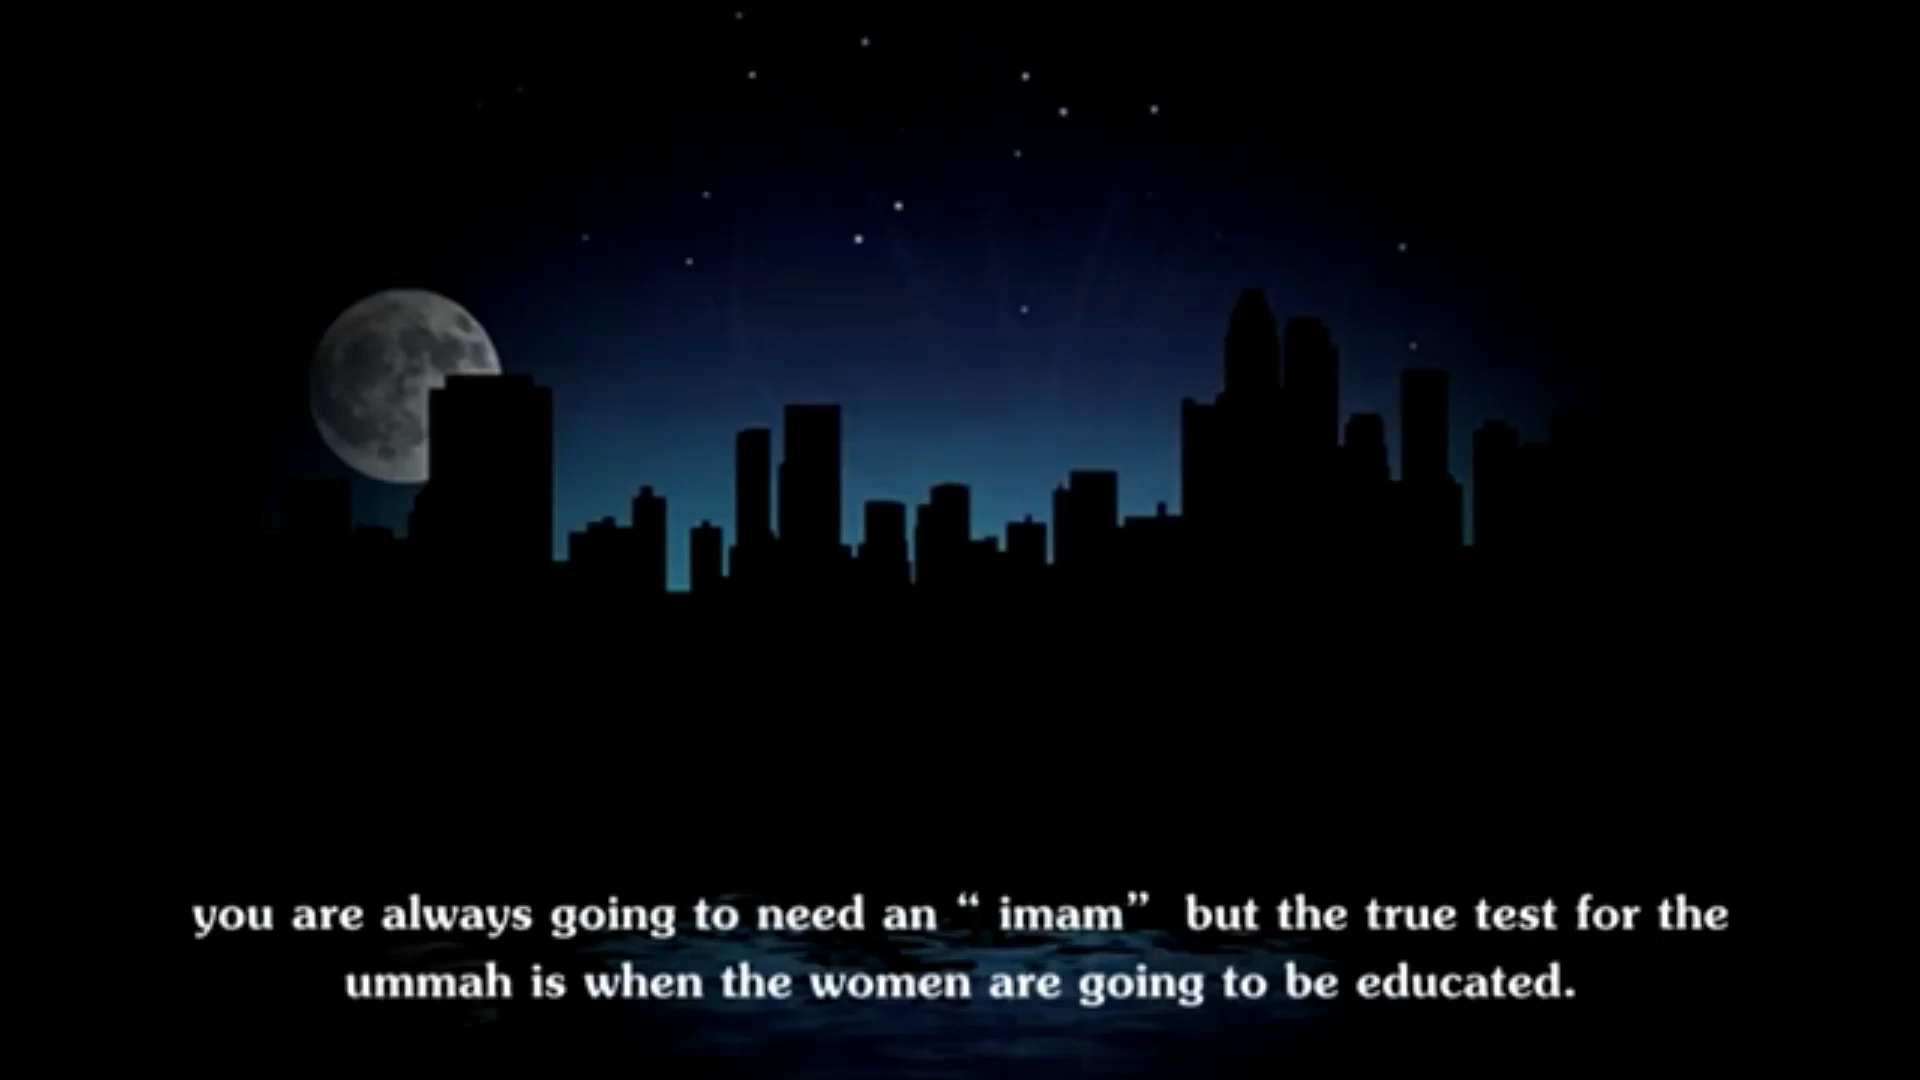 you are always going to need an “ imam”  but the true test for the
ummah is when the women are going to be educated.